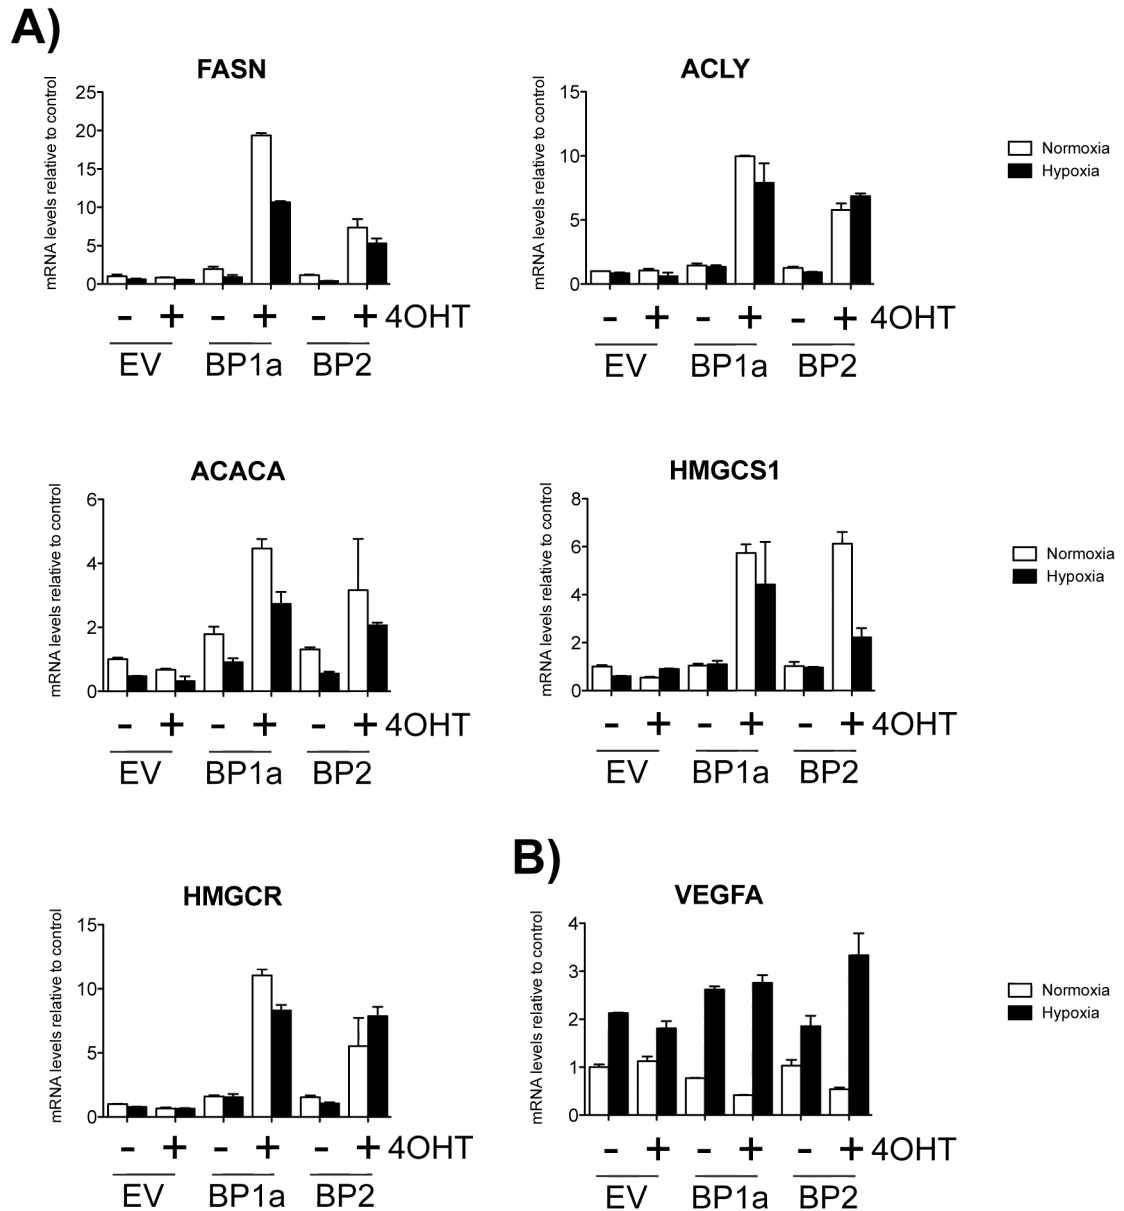 A)
FASN
mRNA levels relative to control
25
20
15
10
5
0
- + - + - + 4OHT
EV BP1a BP2
ACLY
mRNA levels relative to control
15
10
5
0
- + - + - + 4OHT
EV BP1a BP2
Normoxia
Hypoxia
ACACA
mRNA levels relative to control
6
4
2
0
- + - + - + 4OHT
EV BP1a BP2
HMGCS1
mRNA levels relative to control
8
6
4
2
0
- + - + - + 4OHT
EV BP1a BP2
Normoxia
Hypoxia
HMGCR
mRNA levels relative to control
15
10
5
0
- + - + - + 4OHT
EV BP1a BP2
B)
VEGFA
mRNA levels relative to control
4
3
2
1
0
- + - + - + 4OHT
EV BP1a BP2
Normoxia
Hypoxia